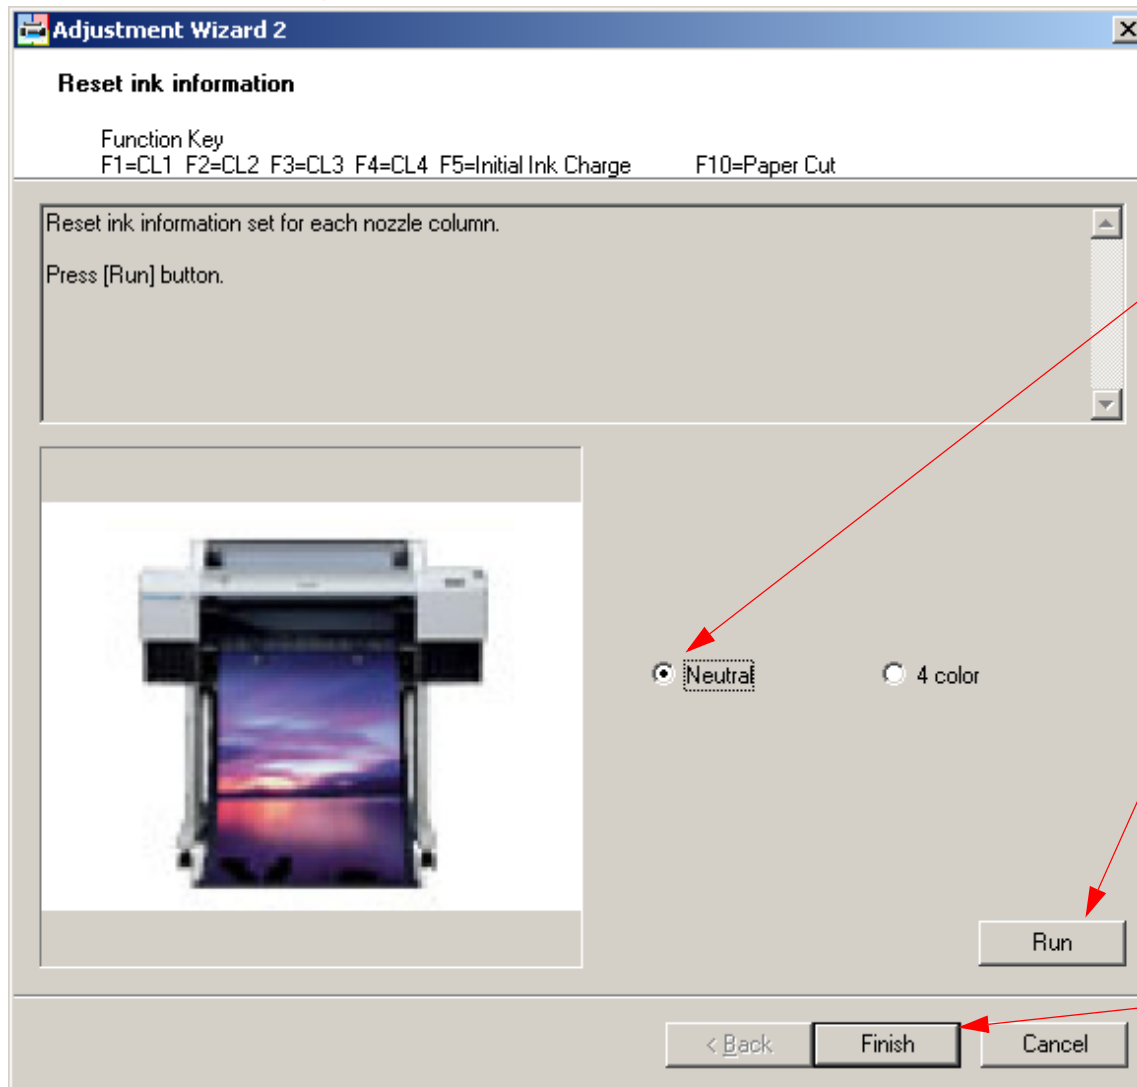 Adjustment Wizard 2
Reset ink information
Function Key
F1=CL1 F2=CL2 F3=CL3 F4=CL4 F5=Initial Ink Charge F10=Paper Cut
Reset ink information set for each nozzle column.
Press [Run] button.
Neutral 4 color
Run
< Back Finish Cancel